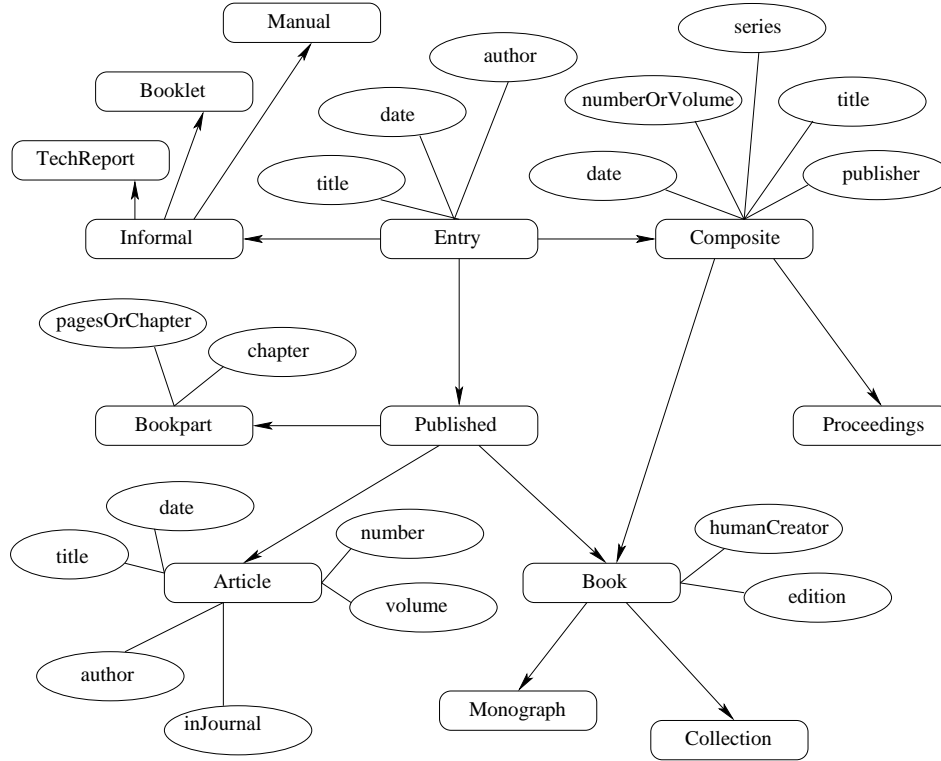 Manual
series
author
Booklet
numberOrVolume
title
date
TechReport
title
date
publisher
Informal
Entry
Composite
pagesOrChapter
chapter
Bookpart
Published
Proceedings
date
humanCreator
number
title
Article
Book
edition
volume
author
Monograph
inJournal
Collection